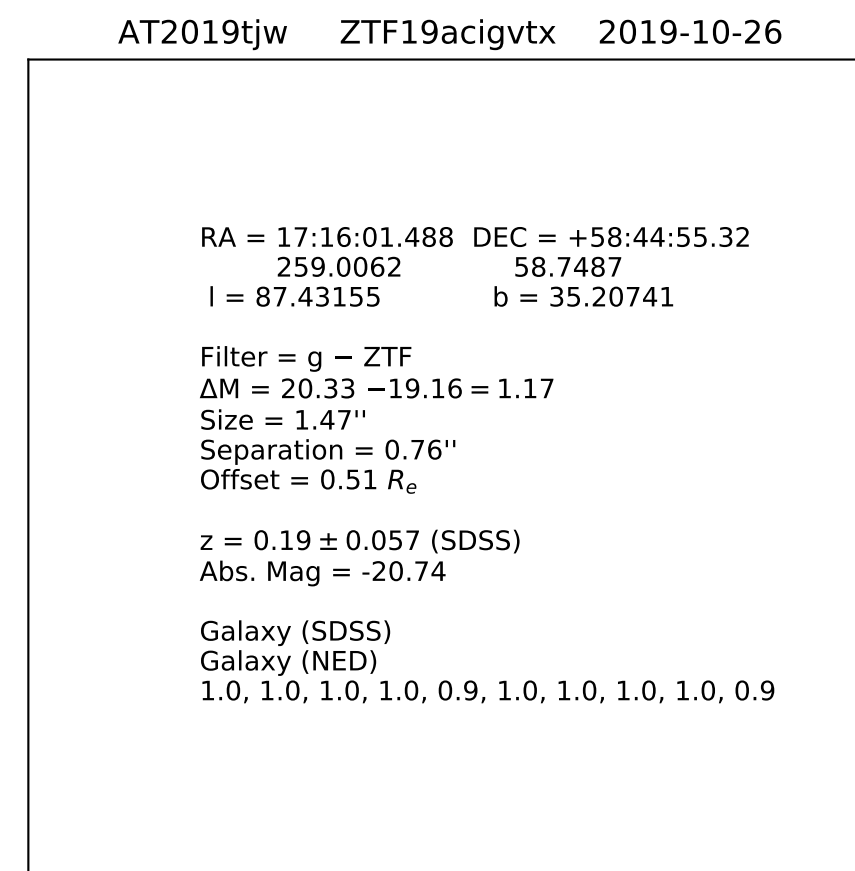 AT2019tjw ZTF19acigvtx 2019-10-26
RA = 17:16:01.488 DEC = +58:44:55.32
259.0062 58.7487
l = 87.43155 b = 35.20741
Filter = g − ZTF
ΔM = 20.33 −19.16 = 1.17
Size = 1.47''
Separation = 0.76''
Offset = 0.51 Re
z = 0.19 ± 0.057 (SDSS)
Abs. Mag = -20.74
Galaxy (SDSS)
Galaxy (NED)
1.0, 1.0, 1.0, 1.0, 0.9, 1.0, 1.0, 1.0, 1.0, 0.9